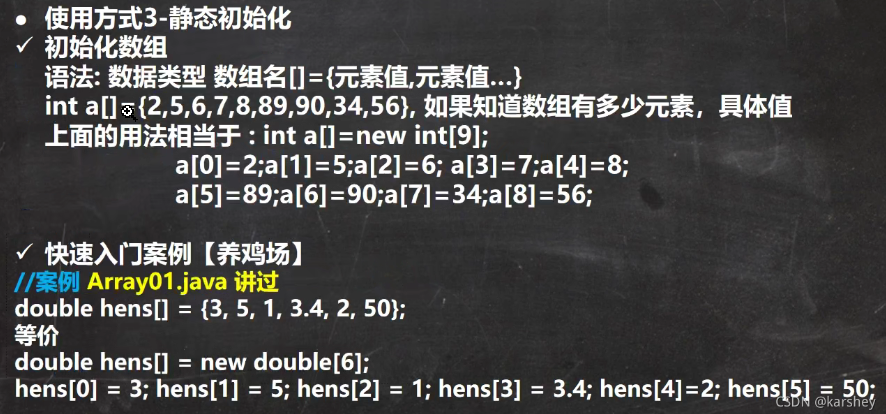 ● 使用方式3-静态初始化
✓ 初始化数组
语法: 数据类型 数组名[]={元素值,元素值…}
int a[]={2,5,6,7,8,89,90,34,56}, 如果知道数组有多少元素，具体值
上面的用法相当于 : int a[]=new int[9];
a[0]=2;a[1]=5;a[2]=6; a[3]=7;a[4]=8;
a[5]=89;a[6]=90;a[7]=34;a[8]=56;
✓ 快速入门案例【养鸡场】
//案例 Array01.java 讲过
double hens[] = {3, 5, 1, 3.4, 2, 50};
等价
double hens[] = new double[6];
hens[0] = 3; hens[1] = 5; hens[2] = 1; hens[3] = 3.4; hens[4]=2; hens[5] = 50;
CSDN @karshey